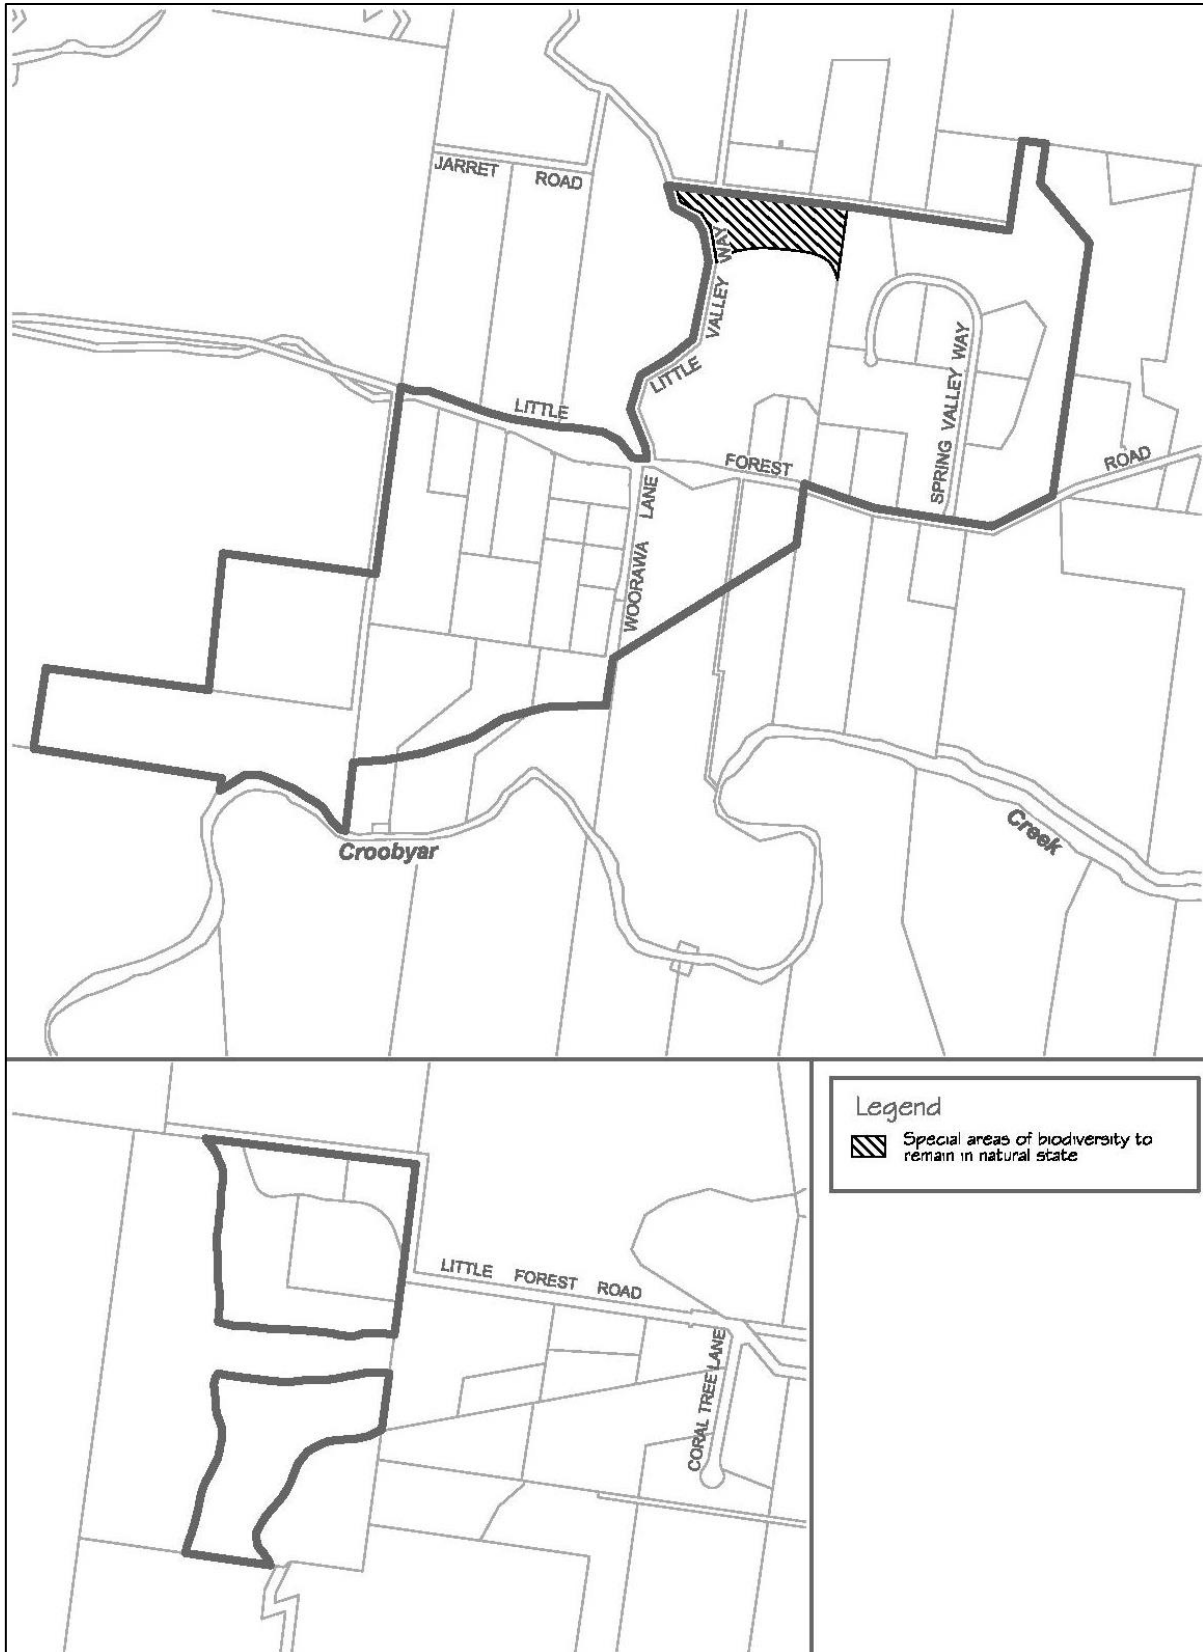 JARRET ROAD
LITTLE VALLEY WAY
LITTLE
FOREST
ROAD
SPRING VALLEY WAY
WOORAWA LANE
Croobyar
Creek
LITTLE FOREST ROAD
CORAL TREE LANE
Legend
Special areas of biodiversity to
remain in natural state